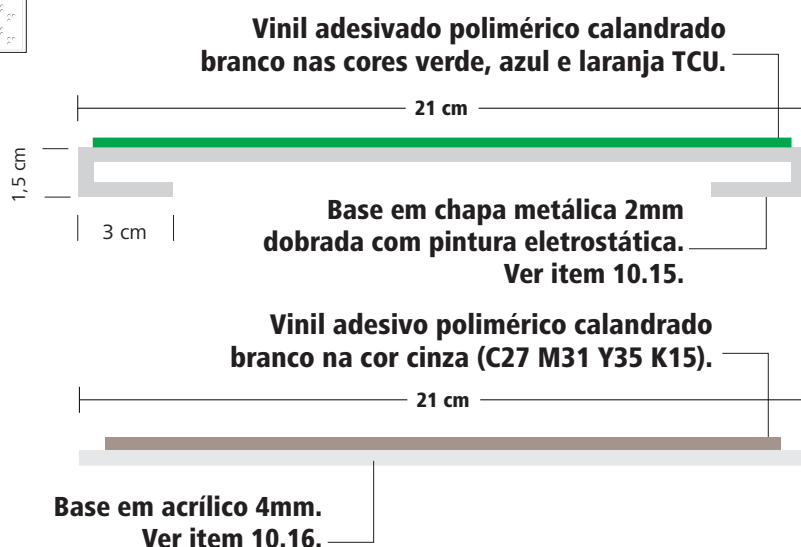 Vinil adesivado polimérico calandrado
branco nas cores verde, azul e laranja TCU.
21 cm
1,5 cm
3 cm
Base em chapa metálica 2mm
dobrada com pintura eletrostática.
Ver item 10.15.
Vinil adesivo polimérico calandrado
branco na cor cinza (C27 M31 Y35 K15).
21 cm
Base em acrílico 4mm.
Ver item 10.16.